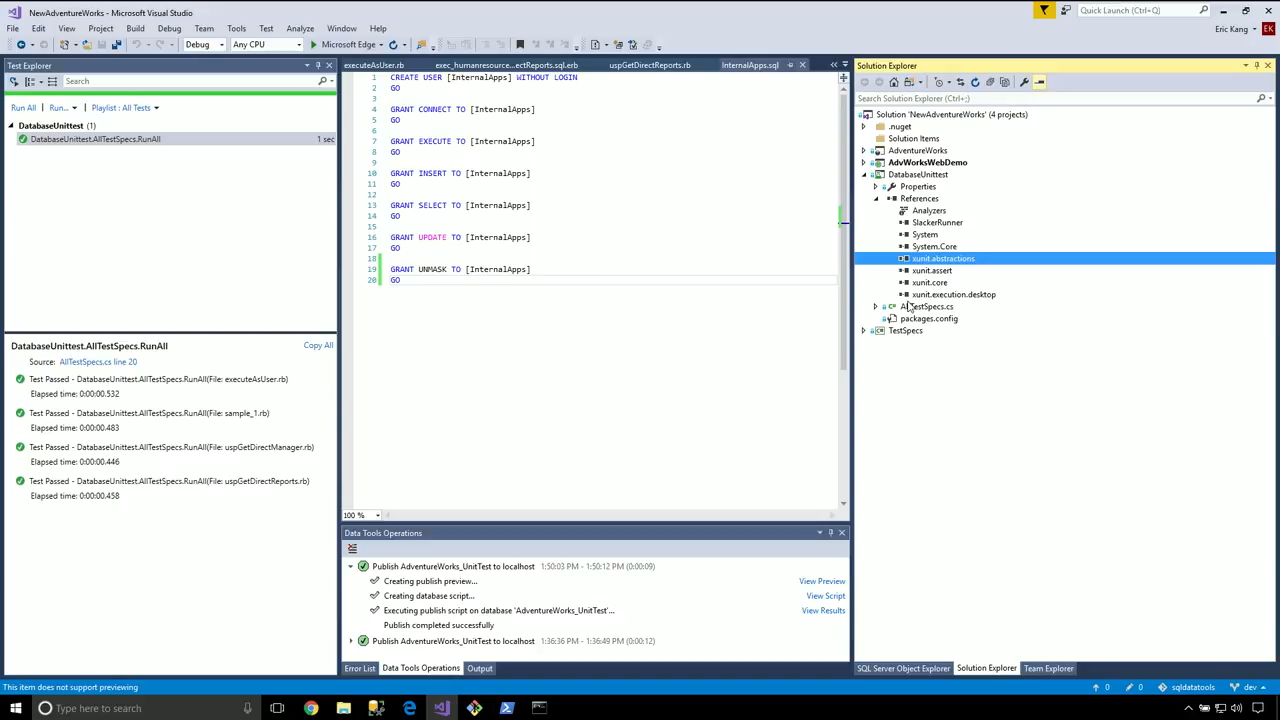 NewAdventureWorks - Microsoft Visual Studio
Quick Launch (Ctrl+Q)
File Edit View Project Build Debug Team Tools Test Reports Analyze Window Help
Eric Kang EK
Debug Any CPU Microsoft Edge
Test Explorer
Search
Run All Run... Playlist : All Tests
DatabaseUnittest (1)
DatabaseUnittest.AllTestSpecs.RunAll 1 sec
DatabaseUnittest.AllTestSpecs.RunAll Copy All
Source: AllTestSpecs.cs line 20
Test Passed - DatabaseUnittest.AllTestSpecs.RunAll(File: executeAsUser.rb)
Elapsed time: 0:00:00.532
Test Passed - DatabaseUnittest.AllTestSpecs.RunAll(File: sample_1.rb)
Elapsed time: 0:00:00.483
Test Passed - DatabaseUnittest.AllTestSpecs.RunAll(File: uspGetDirectManager.rb)
Elapsed time: 0:00:00.446
Test Passed - DatabaseUnittest.AllTestSpecs.RunAll(File: uspGetDirectReports.rb)
Elapsed time: 0:00:00.458
executeAsUser.rb exec_humanresource...ectReports.sql.erb uspGetDirectReports.rb InternalApps.sql
1 CREATE USER [InternalApps] WITHOUT LOGIN
2 GO
3
4 GRANT CONNECT TO [InternalApps]
5 GO
6
7 GRANT EXECUTE TO [InternalApps]
8 GO
9
10 GRANT INSERT TO [InternalApps]
11 GO
12
13 GRANT SELECT TO [InternalApps]
14 GO
15
16 GRANT UPDATE TO [InternalApps]
17 GO
18
19 GRANT UNMASK TO [InternalApps]
20 GO
100 %
Data Tools Operations
Publish AdventureWorks_UnitTest to localhost 1:50:03 PM - 1:50:12 PM (0:00:09)
Creating publish preview... View Preview
Creating database script... View Script
Executing publish script on database 'AdventureWorks_UnitTest'... View Results
Publish completed successfully
Publish AdventureWorks_UnitTest to localhost 1:36:36 PM - 1:36:49 PM (0:00:12)
Error List Data Tools Operations Output
Solution Explorer
Search Solution Explorer (Ctrl+;)
Solution 'NewAdventureWorks' (4 projects)
.nuget
Solution Items
AdventureWorks
AdvWorksWebDemo
DatabaseUnittest
Properties
References
Analyzers
SlackerRunner
System
System.Core
xunit.abstractions
xunit.assert
xunit.core
xunit.execution.desktop
AllTestSpecs.cs
packages.config
TestSpecs
SQL Server Object Explorer Solution Explorer Team Explorer
This item does not support previewing
0 0 sqldatatools dev
Type here to search